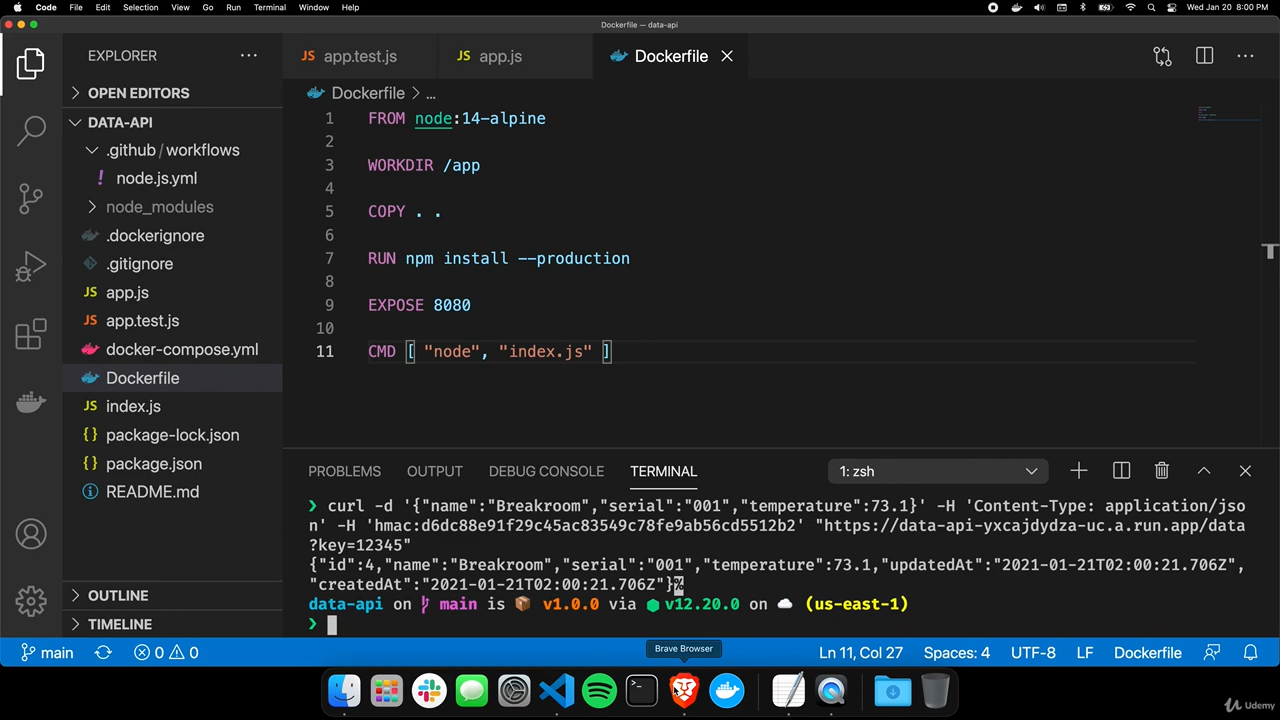 Code File Edit Selection View Go Run Terminal Window Help Wed Jan 20 8:00 PM
Dockerfile — data-api
EXPLORER ...
JS app.test.js
JS app.js
Dockerfile
OPEN EDITORS
DATA-API
.github / workflows
! node.js.yml
node_modules
.dockerignore
.gitignore
JS app.js
JS app.test.js
docker-compose.yml
Dockerfile
JS index.js
{} package-lock.json
{} package.json
README.md
OUTLINE
TIMELINE
Dockerfile > ...
1 FROM node:14-alpine
2
3 WORKDIR /app
4
5 COPY . .
6
7 RUN npm install --production
8
9 EXPOSE 8080
10
11 CMD [ "node", "index.js" ]
PROBLEMS OUTPUT DEBUG CONSOLE TERMINAL 1: zsh
❯ curl -d '{"name":"Breakroom","serial":"001","temperature":73.1}' -H 'Content-Type: application/jso
n' -H 'hmac:d6dc88e91f29c45ac83549c78fe9ab56cd5512b2' "https://data-api-yxcajdydza-uc.a.run.app/data
?key=12345"
{"id":4,"name":"Breakroom","serial":"001","temperature":73.1,"updatedAt":"2021-01-21T02:00:21.706Z",
"createdAt":"2021-01-21T02:00:21.706Z"}%
data-api on main is v1.0.0 via v12.20.0 on (us-east-1)
❯
main 0 0 Ln 11, Col 27 Spaces: 4 UTF-8 LF Dockerfile
Brave Browser
Udemy